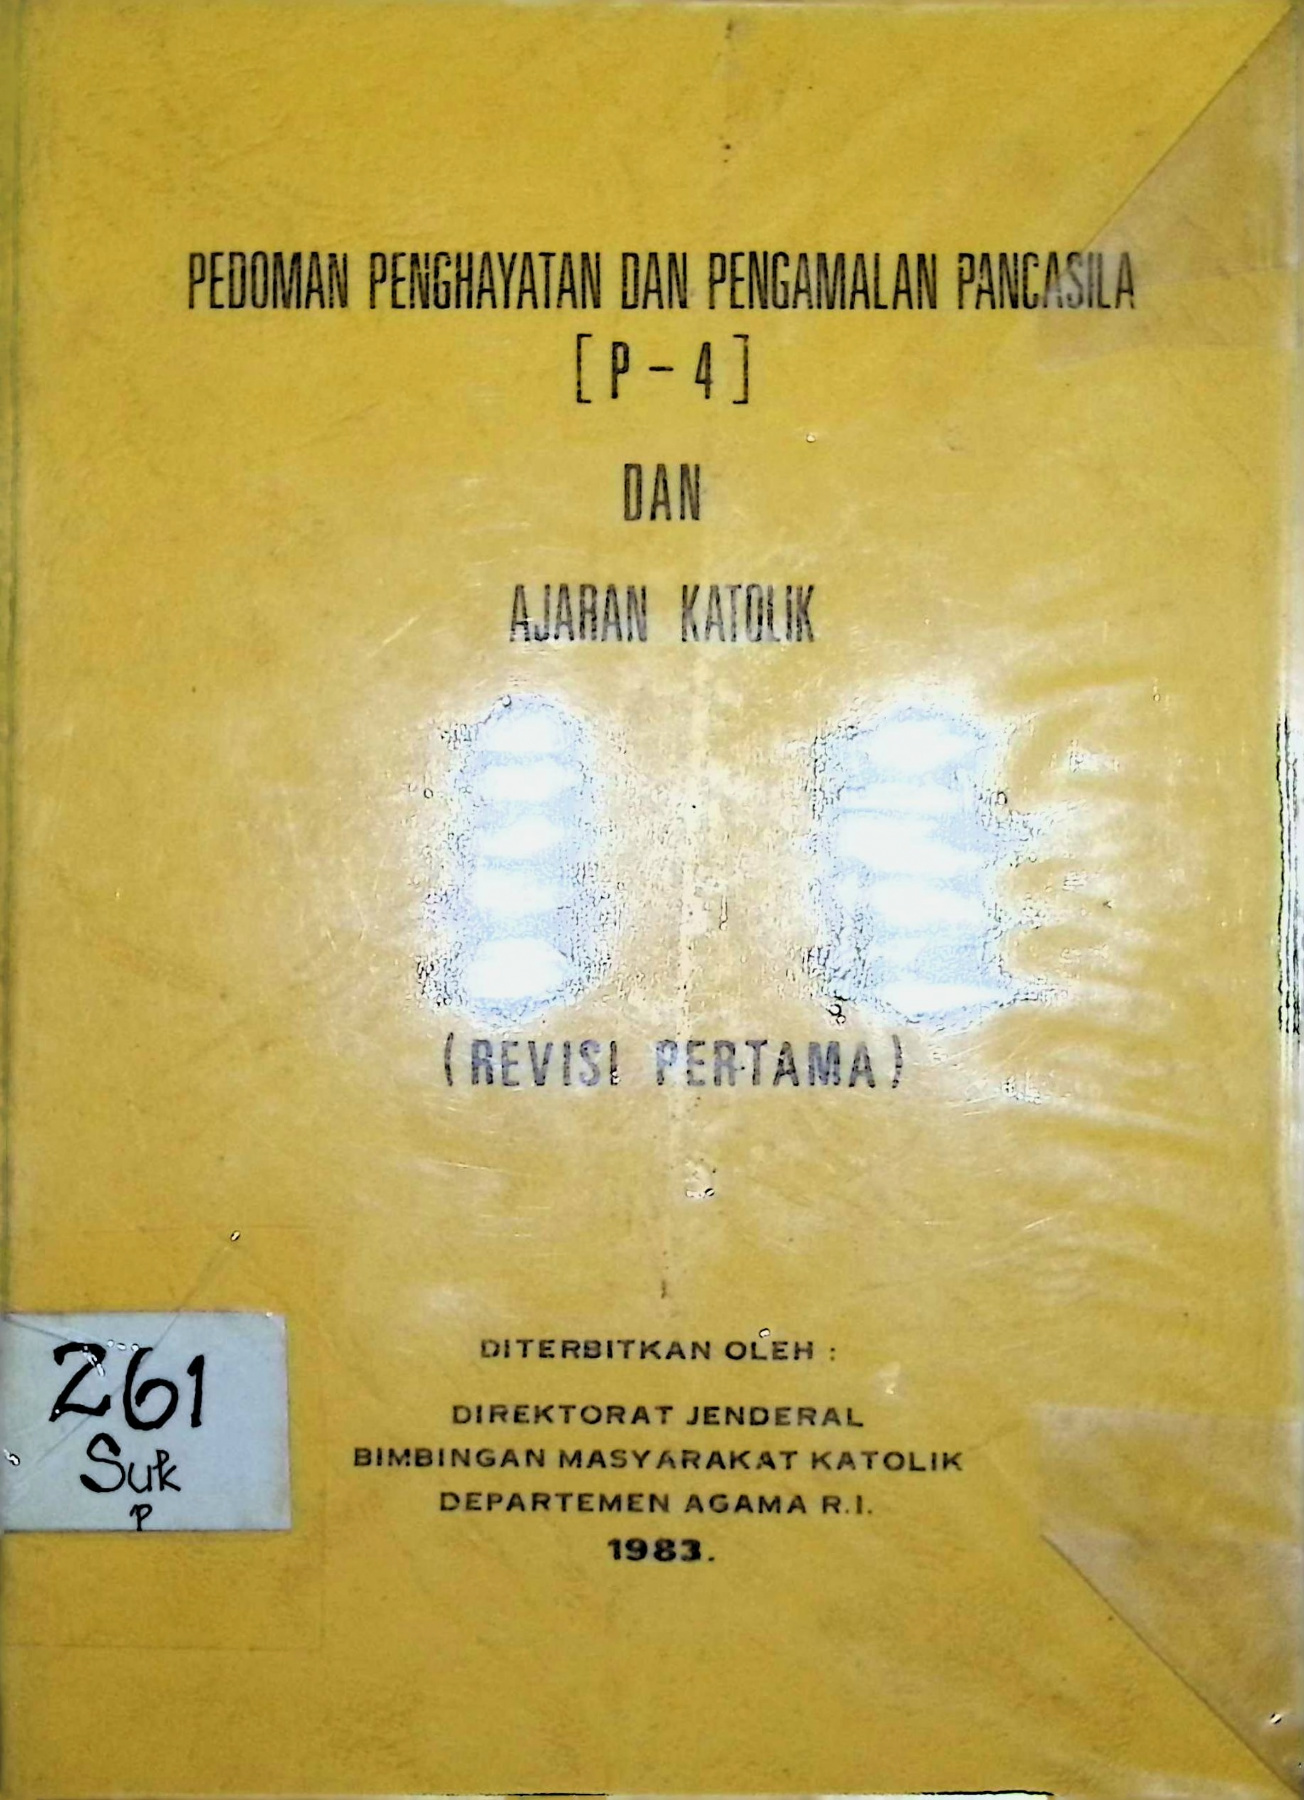 PEDOMAN PENGHAYATAN DAN PENGAMALAN PANCASILA
[ P - 4 ]
DAN
AJARAN KATOLIK
(REVISI PERTAMA)
DITERBITKAN OLEH :
DIREKTORAT JENDERAL
BIMBINGAN MASYARAKAT KATOLIK
DEPARTEMEN AGAMA R.I.
1983.
261
Suk
p